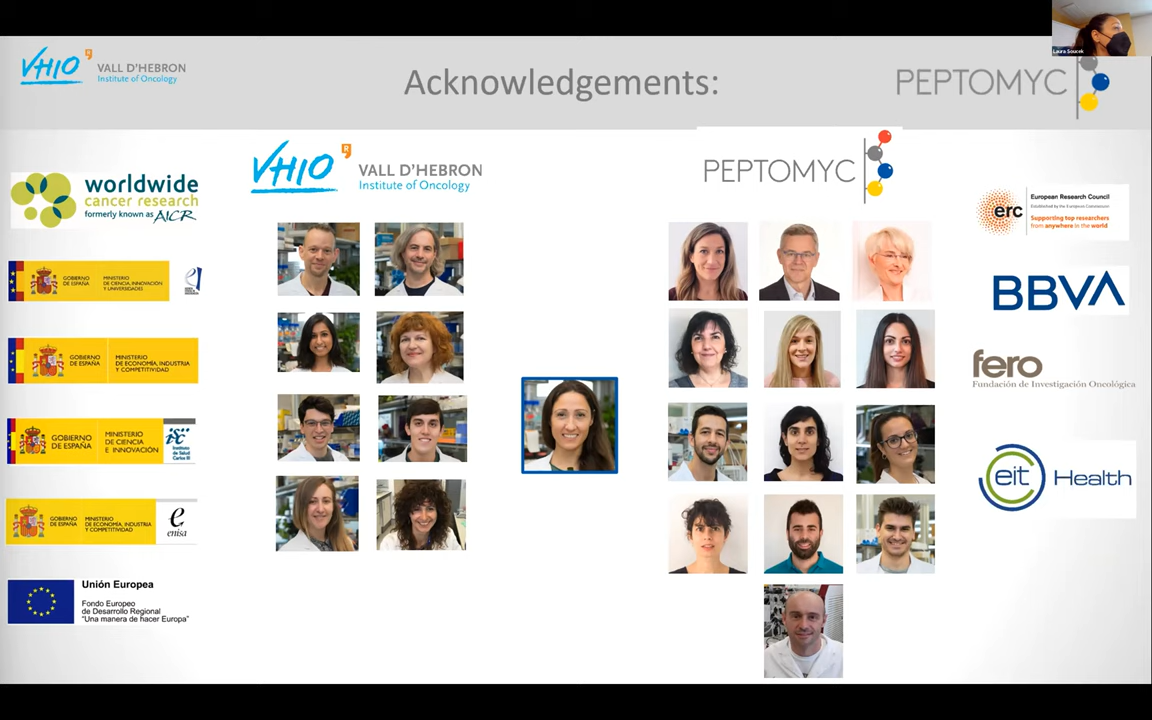 Laura Soucek
VHIO
VALL D'HEBRON
Institute of Oncology
Acknowledgements:
PEPTOMYC
worldwide
cancer research
formerly known as AICR
VHIO
R
VALL D'HEBRON
Institute of Oncology
PEPTOMYC
erc
European Research Council
Established by the European Commission
Supporting top researchers
from anywhere in the world
GOBIERNO
DE ESPAÑA
MINISTERIO
DE CIENCIA, INNOVACIÓN
Y UNIVERSIDADES
BBVA
GOBIERNO
DE ESPAÑA
MINISTERIO
DE ECONOMÍA, INDUSTRIA
Y COMPETITIVIDAD
fero
Fundación de Investigación Oncológica
GOBIERNO
DE ESPAÑA
MINISTERIO
DE CIENCIA
E INNOVACIÓN
Instituto
de Salud
Carlos III
eit Health
GOBIERNO
DE ESPAÑA
MINISTERIO
DE ECONOMÍA, INDUSTRIA
Y COMPETITIVIDAD
e
enisa
Unión Europea
Fondo Europeo
de Desarrollo Regional
"Una manera de hacer Europa"